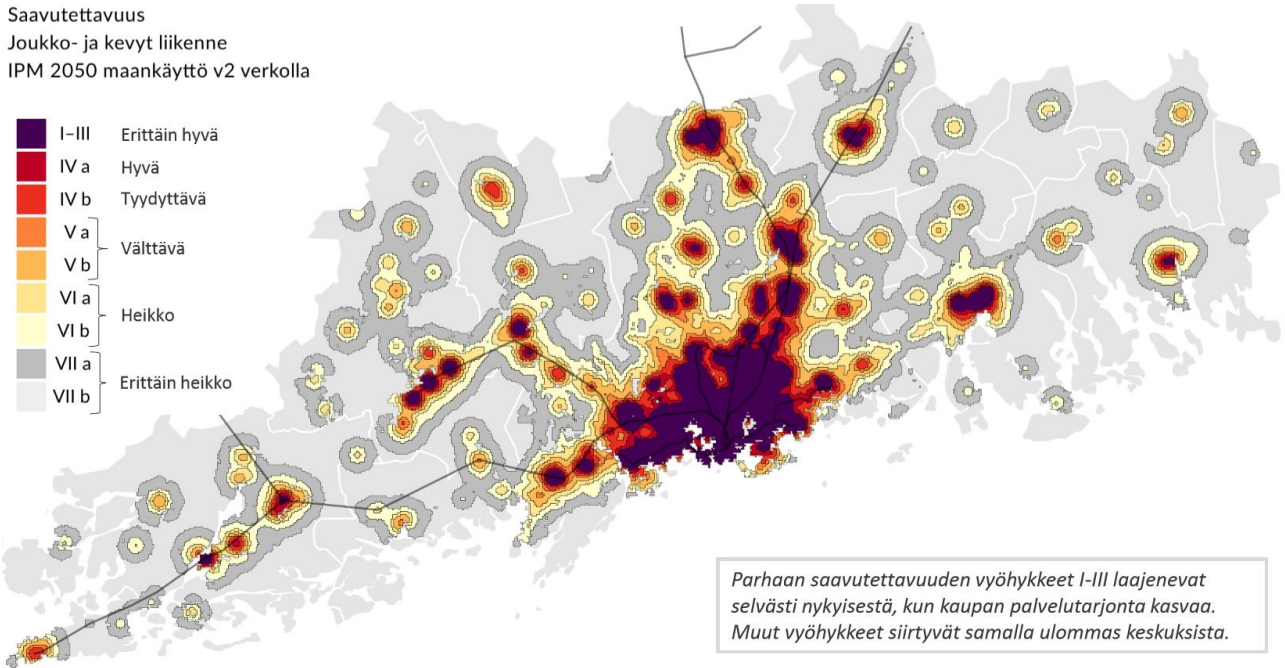 Saavutettavuus
Joukko- ja kevyt liikenne
IPM 2050 maankäyttö v2 verkolla
I–III Erittäin hyvä
IV a Hyvä
IV b Tyydyttävä
V a
Välttävä
V b
VI a
Heikko
VI b
VII a
Erittäin heikko
VII b
Parhaan saavutettavuuden vyöhykkeet I-III laajenevat
selvästi nykyisestä, kun kaupan palvelutarjonta kasvaa.
Muut vyöhykkeet siirtyvät samalla ulommas keskuksista.